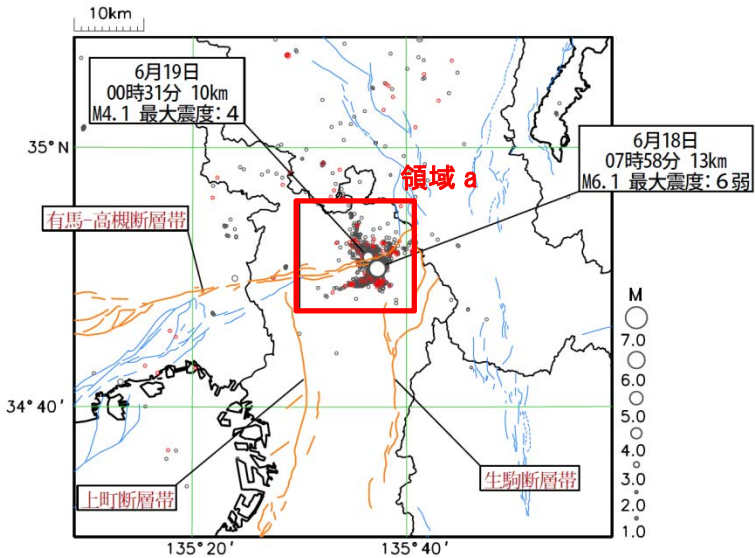 10km
6月19日
00時31分 10km
M4.1 最大震度:4
6月18日
07時58分 13km
M6.1 最大震度:6弱
35°N
領域 a
有馬-高槻断層帯
M
7.0
6.0
5.0
4.0
3.0
2.0
1.0
34°40'
上町断層帯
生駒断層帯
135°20'
135°40'